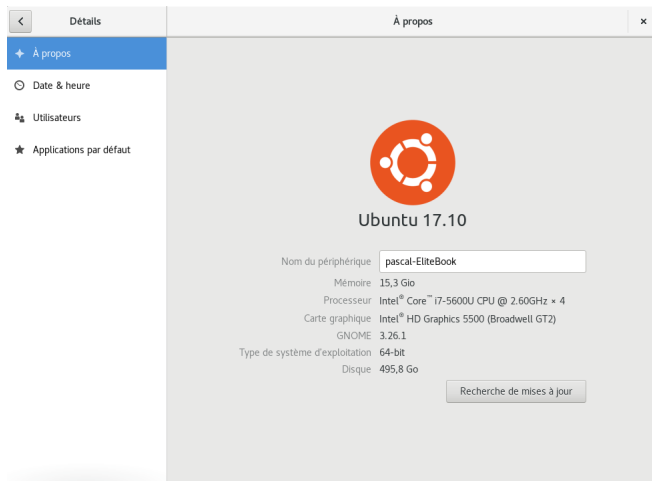 Détails
À propos
À propos
Date & heure
Utilisateurs
Applications par défaut
Ubuntu 17.10
Nom du périphérique pascal-EliteBook
Mémoire 15,3 Gio
Processeur Intel® Core™ i7-5600U CPU @ 2.60GHz × 4
Carte graphique Intel® HD Graphics 5500 (Broadwell GT2)
GNOME 3.26.1
Type de système d'exploitation 64-bit
Disque 495,8 Go
Recherche de mises à jour